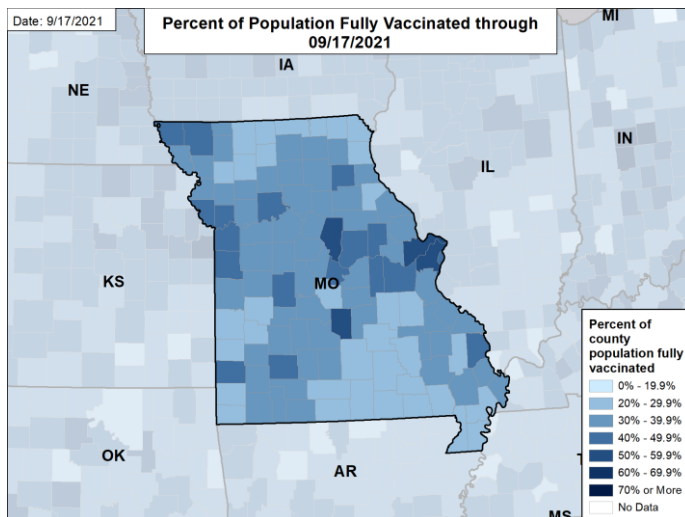 Date: 9/17/2021
Percent of Population Fully Vaccinated through
09/17/2021
MI
IA
NE
IN
IL
KS
MO
Percent of
county
population fully
vaccinated
0% - 19.9%
20% - 29.9%
30% - 39.9%
40% - 49.9%
50% - 59.9%
60% - 69.9%
70% or More
No Data
OK
AR
MS